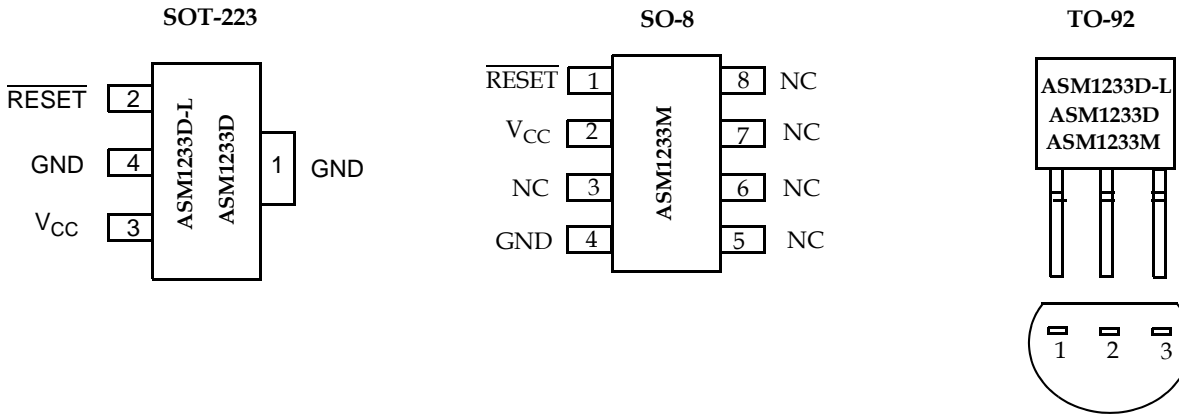 SOT-223
RESET 2
GND 4
VCC 3
ASM1233D-L
ASM1233D
1 GND
SO-8
RESET 1
VCC 2
NC 3
GND 4
ASM1233M
8 NC
7 NC
6 NC
5 NC
TO-92
ASM1233D-L
ASM1233D
ASM1233M
1 2 3